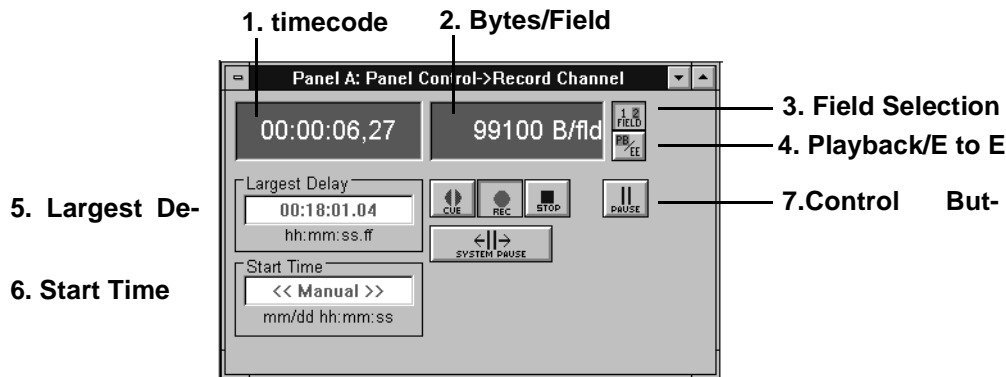 1. timecode
2. Bytes/Field
Panel A: Panel Control->Record Channel
00:00:06,27
99100 B/fld
1 2
FIELD
3. Field Selection
PB/EE
4. Playback/E to E
5. Largest De-
Largest Delay
00:18:01.04
hh:mm:ss.ff
CUE
REC
STOP
PAUSE
7.Control But-
SYSTEM PAUSE
6. Start Time
Start Time
<< Manual >>
mm/dd hh:mm:ss